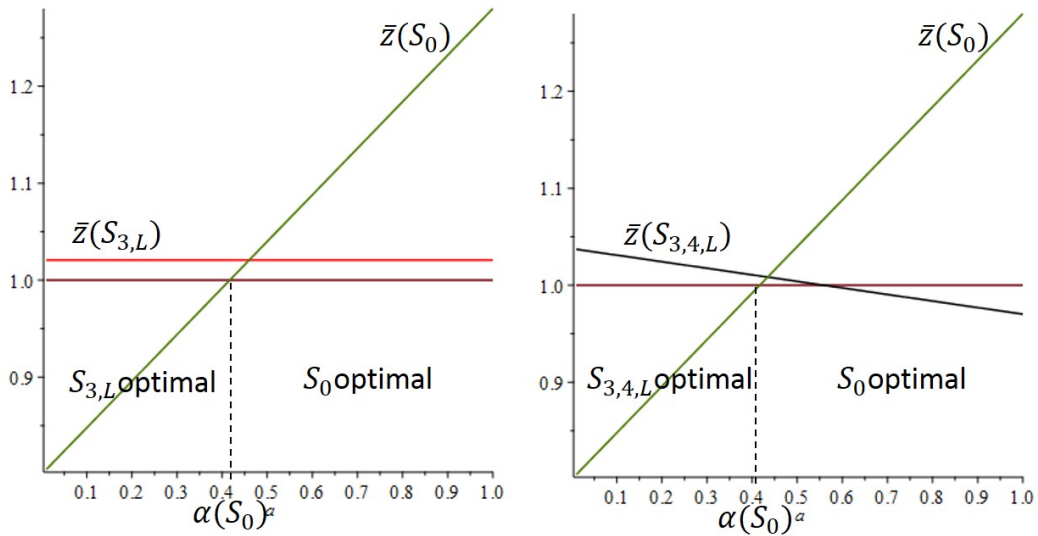 z̄(S₀)
1.2
1.1
z̄(S₃,L)
1.0
0.9
S₃,L optimal
S₀ optimal
0.1 0.2 0.3 0.4 0.5 0.6 0.7 0.8 0.9 1.0
α(S₀) a
z̄(S₀)
1.2
1.1
z̄(S₃,₄,L)
1.0
0.9
S₃,₄,L optimal
S₀ optimal
0.1 0.2 0.3 0.4 0.5 0.6 0.7 0.8 0.9 1.0
α(S₀) a